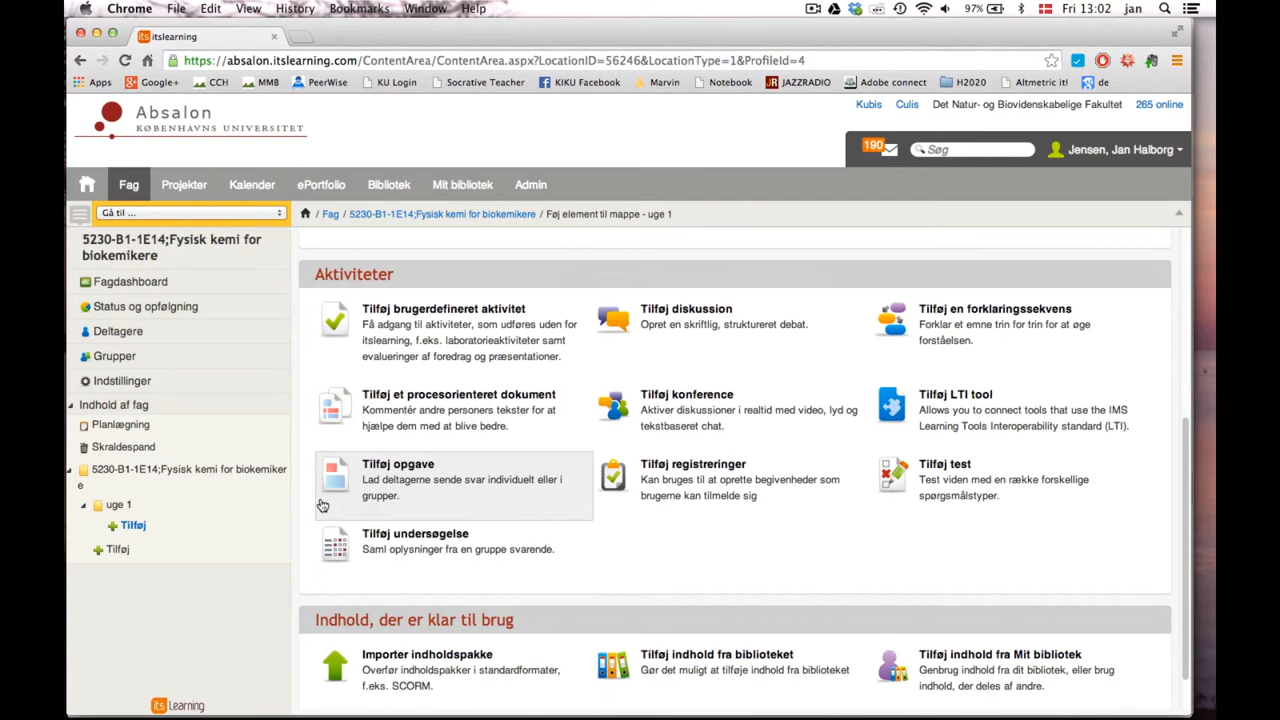 Chrome File Edit View History Bookmarks Window Help 97% Fri 13:02 jan
its itslearning
https://absalon.itslearning.com/ContentArea/ContentArea.aspx?LocationID=56246&LocationType=1&ProfileId=4
Apps Google+ CCH MMB PeerWise KU Login Socrative Teacher KIKU Facebook Marvin Notebook JR JAZZRADIO Adobe connect H2020 Altmetric it! de
Absalon
KØBENHAVNS UNIVERSITET
Kubis Culis Det Natur- og Biovidenskabelige Fakultet 265 online
190 Søg Jensen, Jan Halborg
Fag Projekter Kalender ePortfolio Bibliotek Mit bibliotek Admin
Gå til ...
/ Fag / 5230-B1-1E14;Fysisk kemi for biokemikere / Føj element til mappe - uge 1
5230-B1-1E14;Fysisk kemi for
biokemikere
Fagdashboard
Status og opfølgning
Deltagere
Grupper
Indstillinger
Indhold af fag
Planlægning
Skraldespand
5230-B1-1E14;Fysisk kemi for biokemiker
e
uge 1
Tilføj
Tilføj
its learning
Aktiviteter
Tilføj brugerdefineret aktivitet
Få adgang til aktiviteter, som udføres uden for
itslearning, f.eks. laboratorieaktiviteter samt
evalueringer af foredrag og præsentationer.
Tilføj diskussion
Opret en skriftlig, struktureret debat.
Tilføj en forklaringssekvens
Forklar et emne trin for trin for at øge
forståelsen.
Tilføj et procesorienteret dokument
Kommentér andre personers tekster for at
hjælpe dem med at blive bedre.
Tilføj konference
Aktiver diskussioner i realtid med video, lyd og
tekstbaseret chat.
Tilføj LTI tool
Allows you to connect tools that use the IMS
Learning Tools Interoperability standard (LTI).
Tilføj opgave
Lad deltagerne sende svar individuelt eller i
grupper.
Tilføj registreringer
Kan bruges til at oprette begivenheder som
brugerne kan tilmelde sig
Tilføj test
Test viden med en række forskellige
spørgsmålstyper.
Tilføj undersøgelse
Saml oplysninger fra en gruppe svarende.
Indhold, der er klar til brug
Importer indholdspakke
Overfør indholdspakker i standardformater,
f.eks. SCORM.
Tilføj indhold fra biblioteket
Gør det muligt at tilføje indhold fra biblioteket
Tilføj indhold fra Mit bibliotek
Genbrug indhold fra dit bibliotek, eller brug
indhold, der deles af andre.